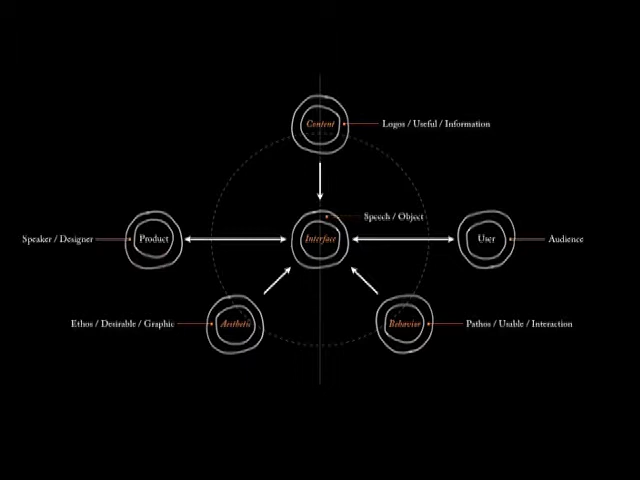 Content
Logos / Useful / Information
Speech / Object
Speaker / Designer
Product
Interface
User
Audience
Ethos / Desirable / Graphic
Aesthetic
Behavior
Pathos / Usable / Interaction